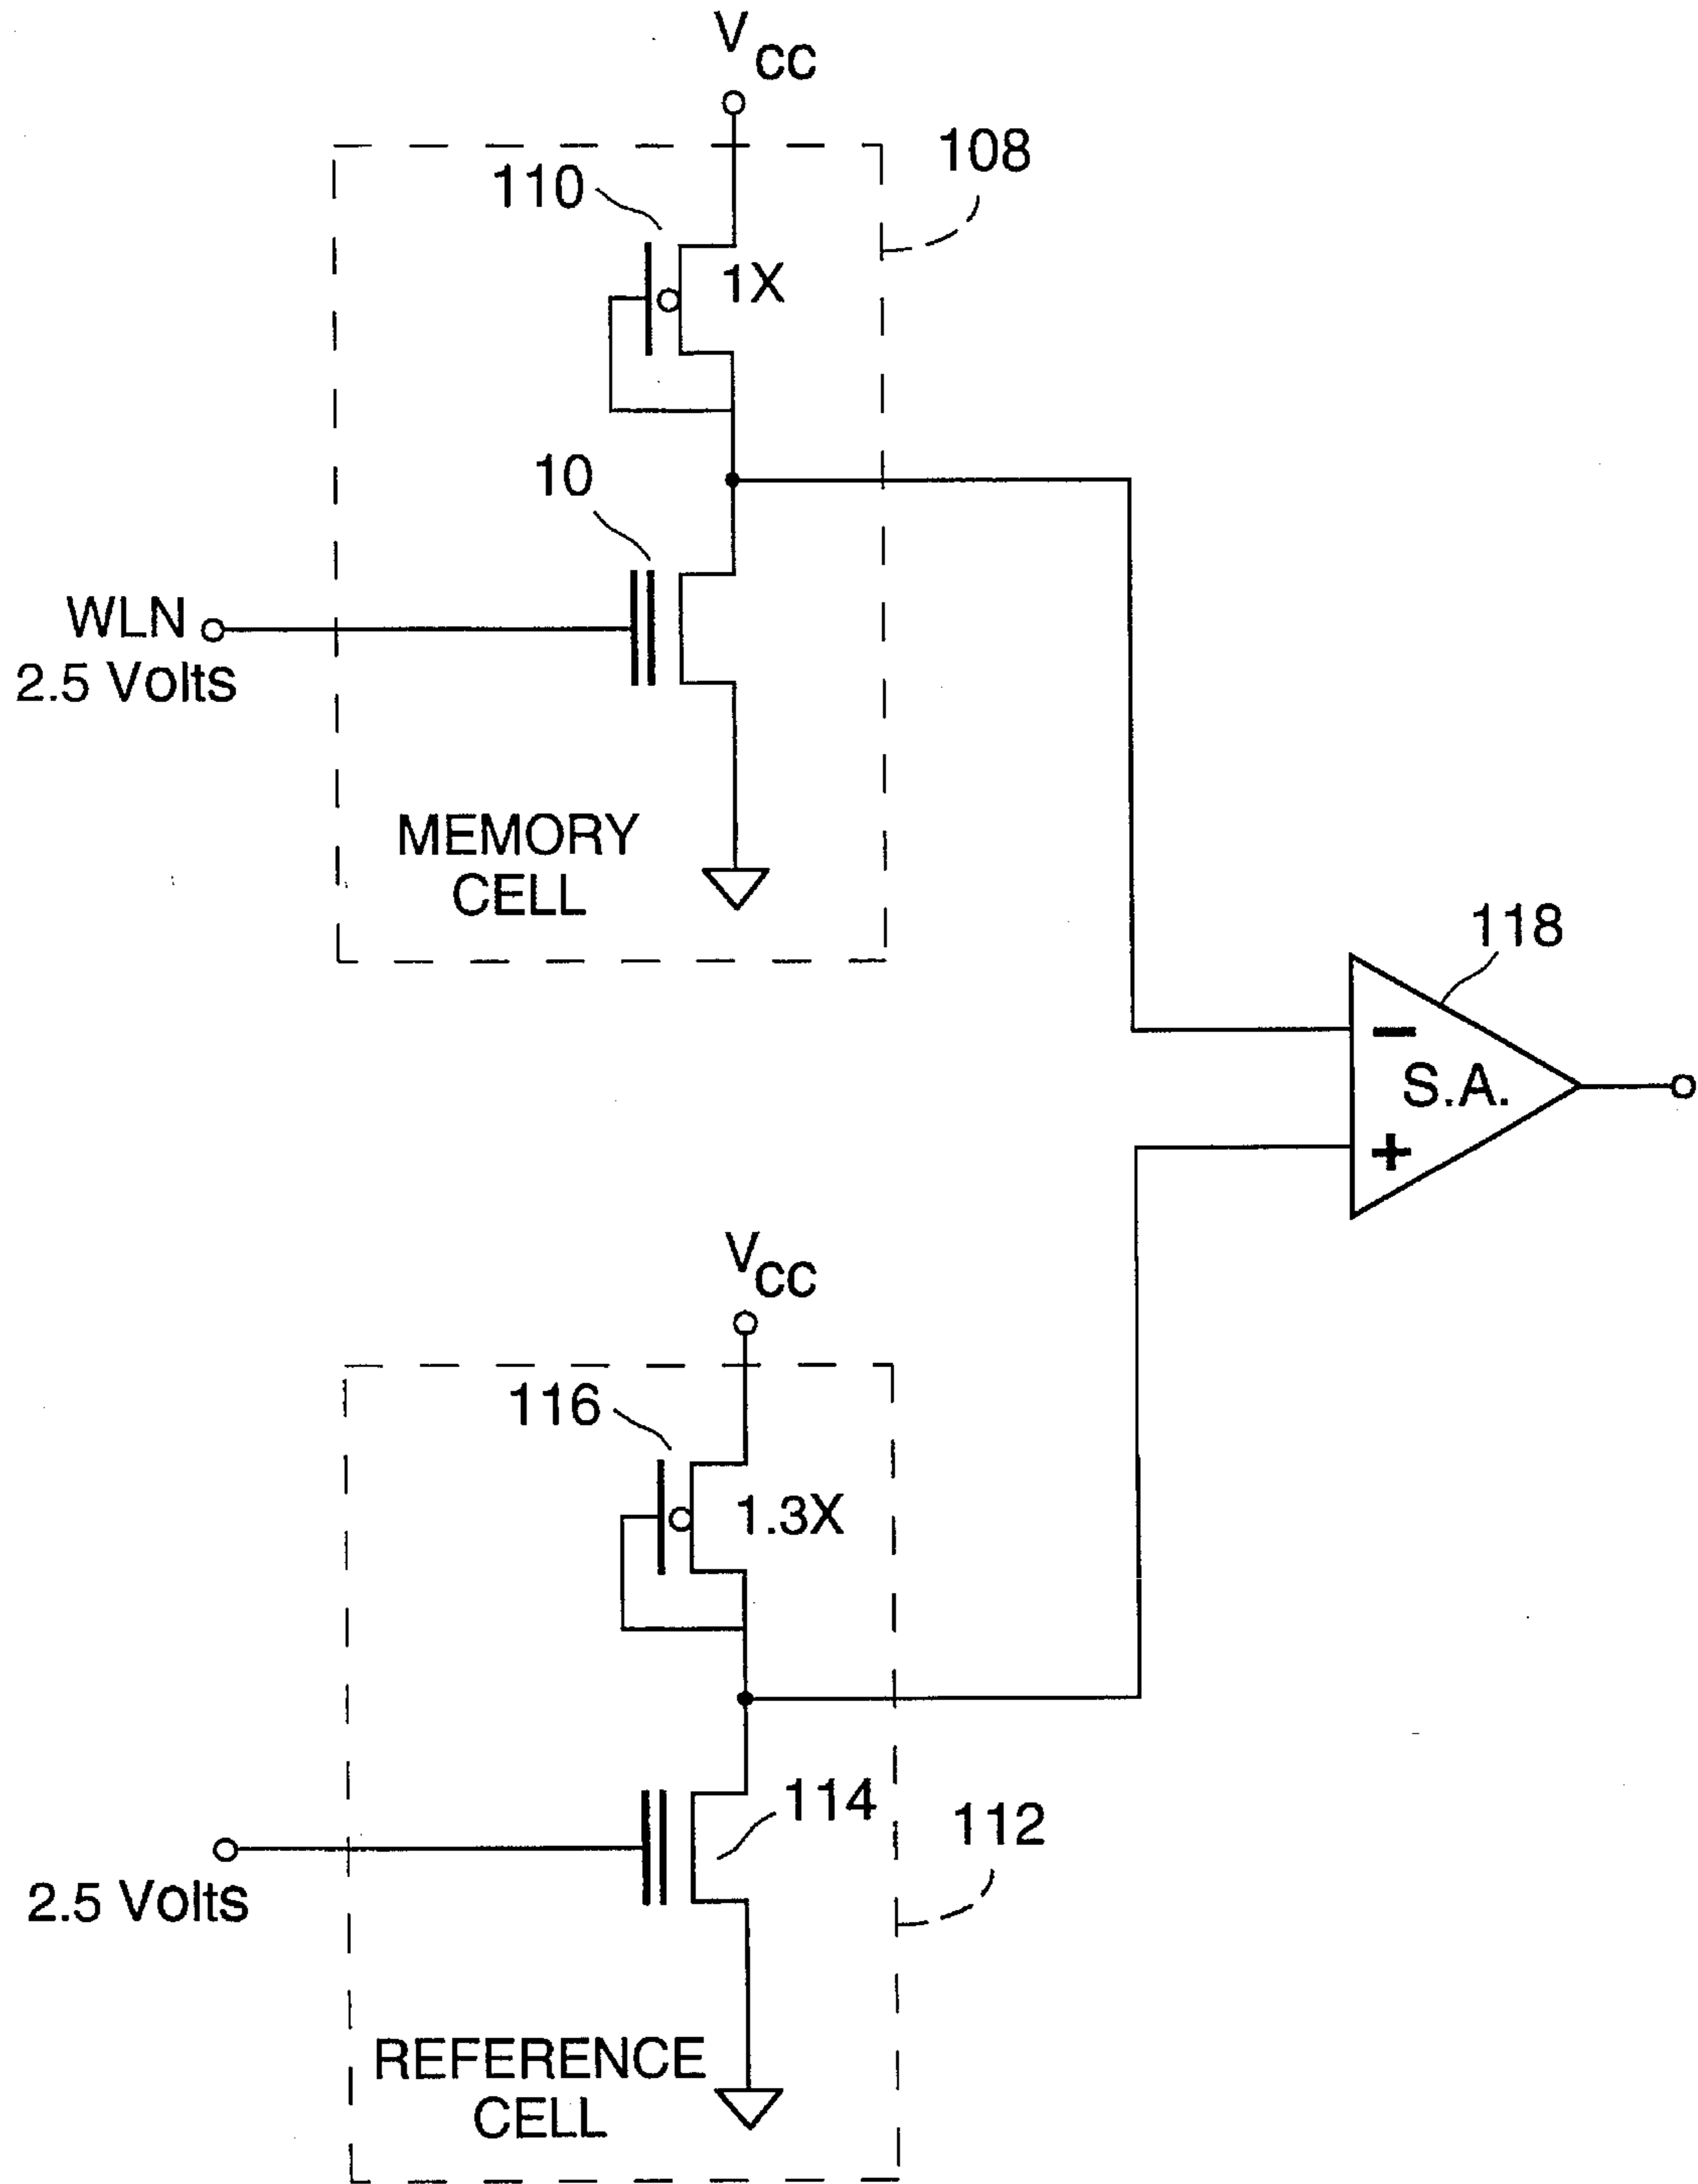 VCC
108
110
1X
10
WLN
2.5 Volts
MEMORY
CELL
118
−
S.A.
+
VCC
116
1.3X
114
112
2.5 Volts
REFERENCE
CELL